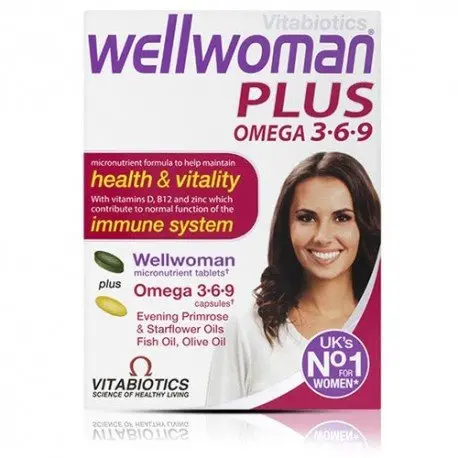 Vitabiotics
wellwoman®
PLUS
OMEGA 3·6·9
micronutrient formula to help maintain
health & vitality
With vitamins D, B12 and zinc which
contribute to normal function of the
immune system
Wellwoman
micronutrient tablets†
plus
Omega 3·6·9
capsules†
Evening Primrose
& Starflower Oils
Fish Oil, Olive Oil
UK's
No1
FOR
WOMEN*
VITABIOTICS
SCIENCE OF HEALTHY LIVING